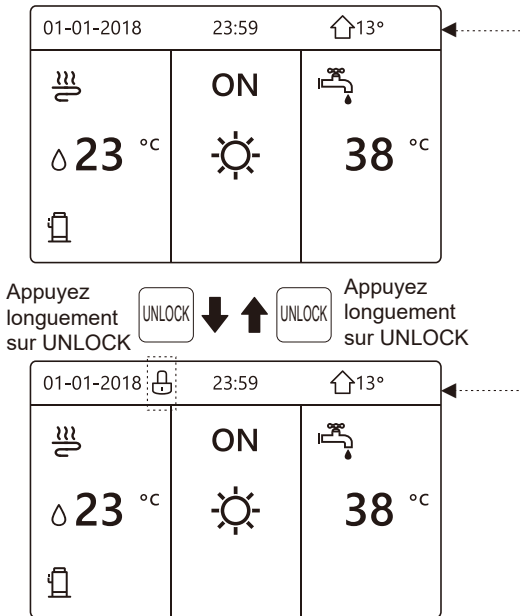 01-01-2018 23:59 13°
ON
23 °C 38 °C
Appuyez
longuement
sur UNLOCK
UNLOCK UNLOCK
Appuyez
longuement
sur UNLOCK
01-01-2018 23:59 13°
ON
23 °C 38 °C